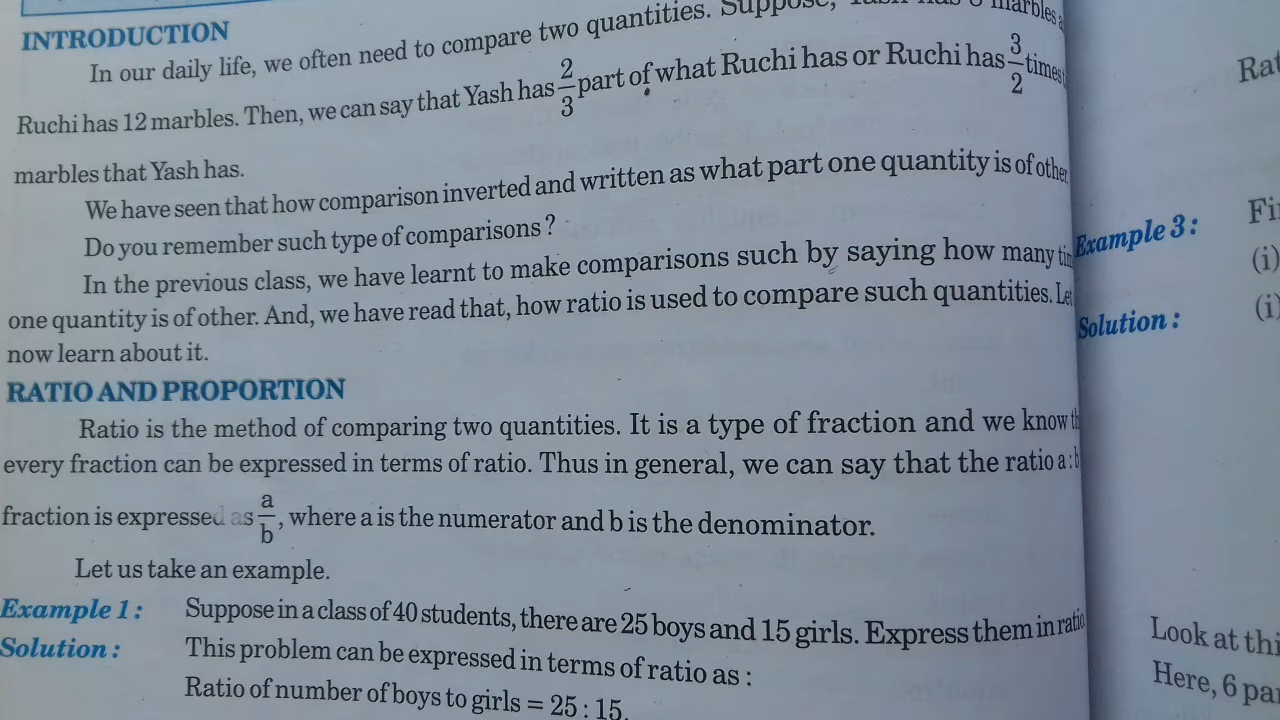 INTRODUCTION
In our daily life, we often need to compare two quantities. Suppose, Yash has 8 marbles
Ruchi has 12 marbles. Then, we can say that Yash has 2/3 part of what Ruchi has or Ruchi has 3/2 times
marbles that Yash has.
We have seen that how comparison inverted and written as what part one quantity is of other
Do you remember such type of comparisons ?
In the previous class, we have learnt to make comparisons such by saying how many
one quantity is of other. And, we have read that, how ratio is used to compare such quantities. Let
now learn about it.
RATIO AND PROPORTION
Ratio is the method of comparing two quantities. It is a type of fraction and we know
every fraction can be expressed in terms of ratio. Thus in general, we can say that the ratio a : b
fraction is expressed as a/b, where a is the numerator and b is the denominator.
Let us take an example.
Example 1 : Suppose in a class of 40 students, there are 25 boys and 15 girls. Express them in ratio
Solution : This problem can be expressed in terms of ratio as :
Ratio of number of boys to girls = 25 : 15.
Example 3 :
(i)
Solution :
Look at
Here, 6